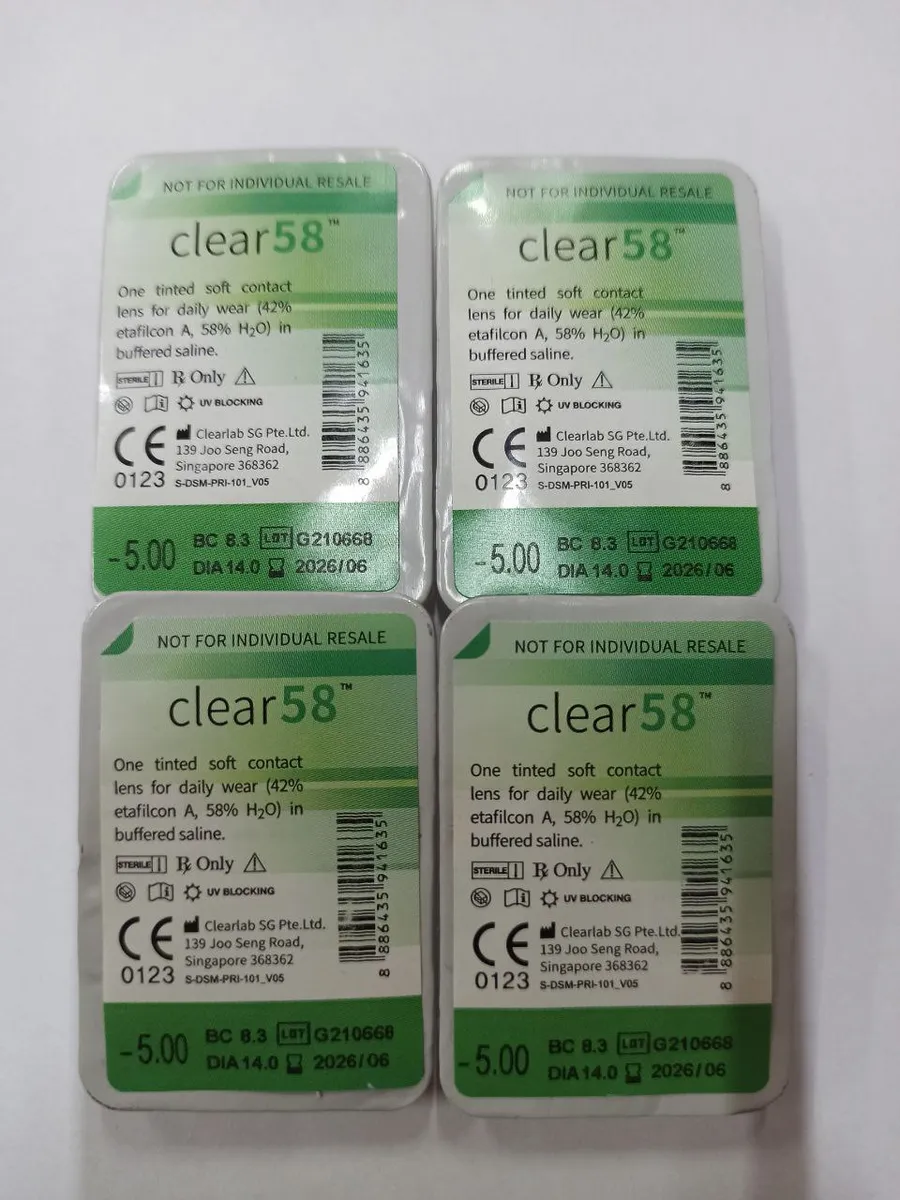 NOT FOR INDIVIDUAL RESALE
clear58™
One tinted soft contact
lens for daily wear (42%
etafilcon A, 58% H₂O) in
buffered saline.
STERILE
℞ Only
UV BLOCKING
CE
0123
Clearlab SG Pte.Ltd.
139 Joo Seng Road,
Singapore 368362
S-DSM-PRI-101_V05
8 886435 941635
-5.00
BC 8.3 LOT G210668
DIA 14.0 2026/06
NOT FOR INDIVIDUAL RESALE
clear58™
One tinted soft contact
lens for daily wear (42%
etafilcon A, 58% H₂O) in
buffered saline.
STERILE
℞ Only
UV BLOCKING
CE
0123
Clearlab SG Pte.Ltd.
139 Joo Seng Road,
Singapore 368362
S-DSM-PRI-101_V05
8 886435 941635
-5.00
BC 8.3 LOT G210668
DIA 14.0 2026/06
NOT FOR INDIVIDUAL RESALE
clear58™
One tinted soft contact
lens for daily wear (42%
etafilcon A, 58% H₂O) in
buffered saline.
STERILE
℞ Only
UV BLOCKING
CE
0123
Clearlab SG Pte.Ltd.
139 Joo Seng Road,
Singapore 368362
S-DSM-PRI-101_V05
8 886435 941635
-5.00
BC 8.3 LOT G210668
DIA 14.0 2026/06
NOT FOR INDIVIDUAL RESALE
clear58™
One tinted soft contact
lens for daily wear (42%
etafilcon A, 58% H₂O) in
buffered saline.
STERILE
℞ Only
UV BLOCKING
CE
0123
Clearlab SG Pte.Ltd.
139 Joo Seng Road,
Singapore 368362
S-DSM-PRI-101_V05
8 886435 941635
-5.00
BC 8.3 LOT G210668
DIA 14.0 2026/06